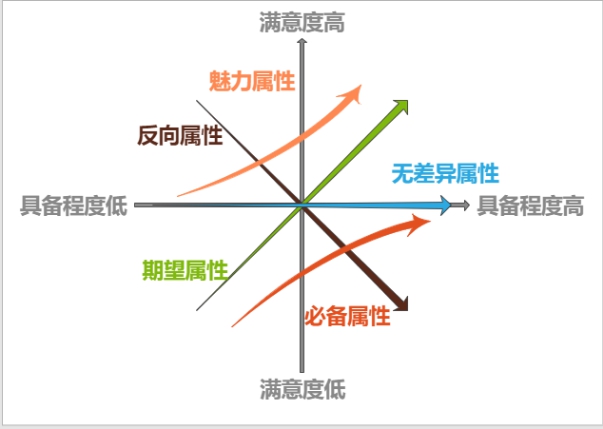 满意度高
魅力属性
反向属性
无差异属性
具备程度低
具备程度高
期望属性
必备属性
满意度低